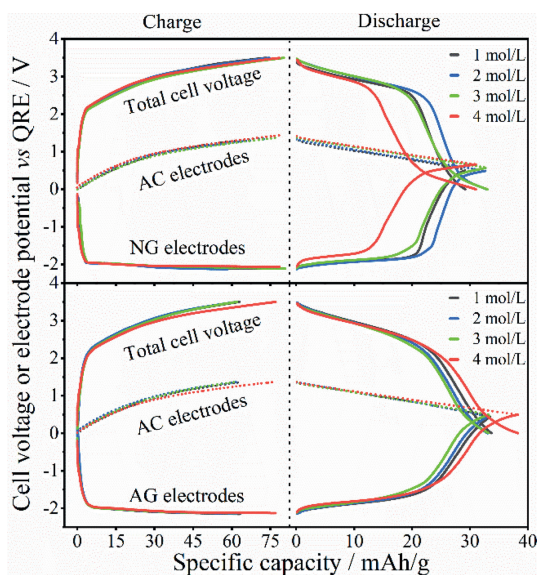 Charge Discharge
Cell voltage or electrode potential vs QRE / V
4
3
2
1
0
-1
-2
Total cell voltage
AC electrodes
NG electrodes
1 mol/L
2 mol/L
3 mol/L
4 mol/L
4
3
2
1
0
-1
-2
Total cell voltage
AC electrodes
AG electrodes
1 mol/L
2 mol/L
3 mol/L
4 mol/L
0 15 30 45 60 75 0 10 20 30 40
Specific capacity / mAh/g